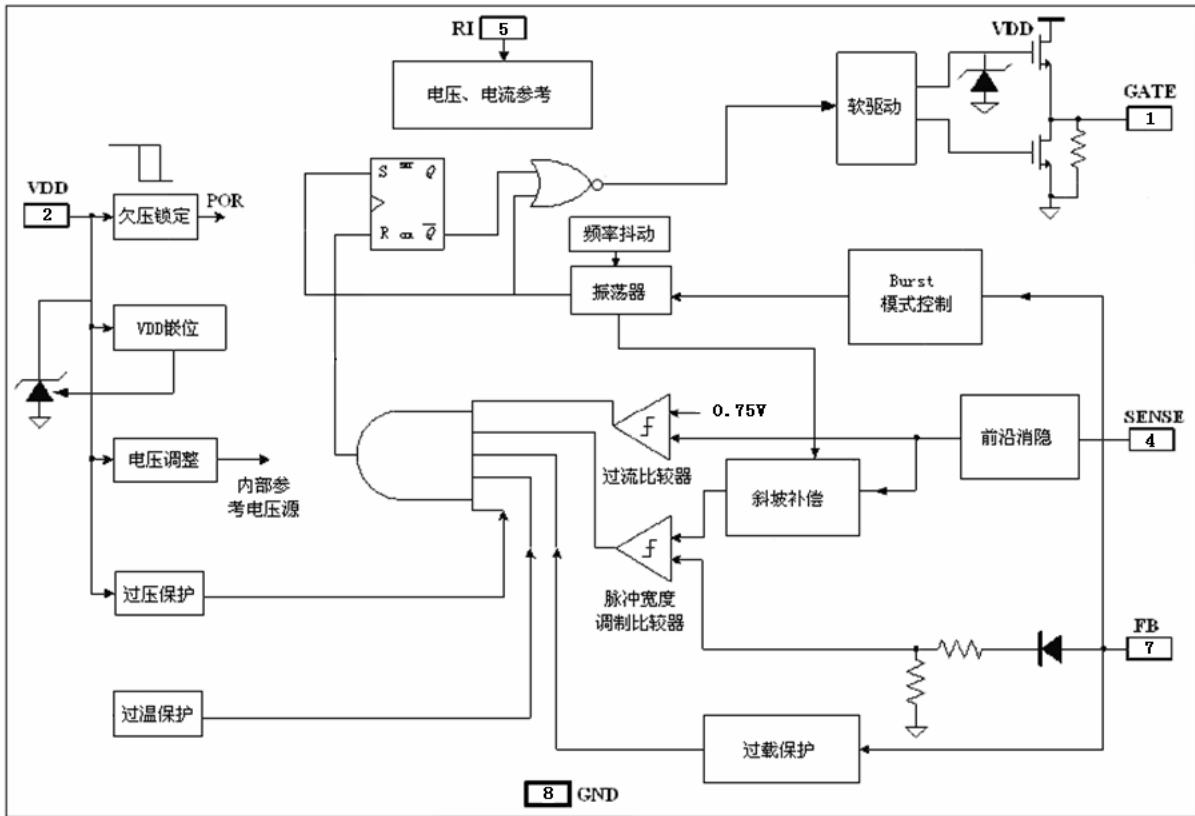 RI 5
电压、电流参考
VDD
软驱动
GATE
1
S Q
R Q
VDD
2
欠压锁定
POR
频率抖动
振荡器
Burst
模式控制
VDD嵌位
0.75V
过流比较器
前沿消隐
SENSE
4
电压调整
内部参
考电压源
斜坡补偿
过压保护
脉冲宽度
调制比较器
FB
7
过温保护
过载保护
8 GND